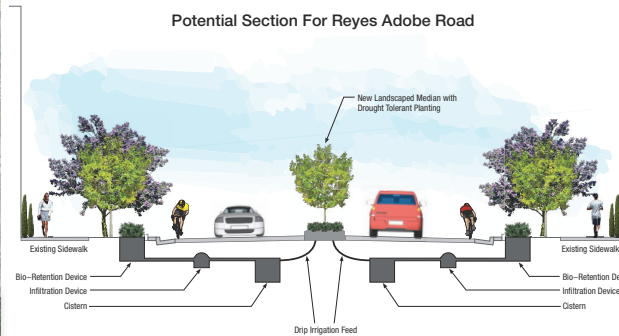 Potential Section For Reyes Adobe Road
New Landscaped Median with
Drought Tolerant Planting
Existing Sidewalk
Existing Sidewalk
Bio–Retention Device
Infiltration Device
Cistern
Bio–Retention De
Infiltration Device
Cistern
Drip Irrigation Feed